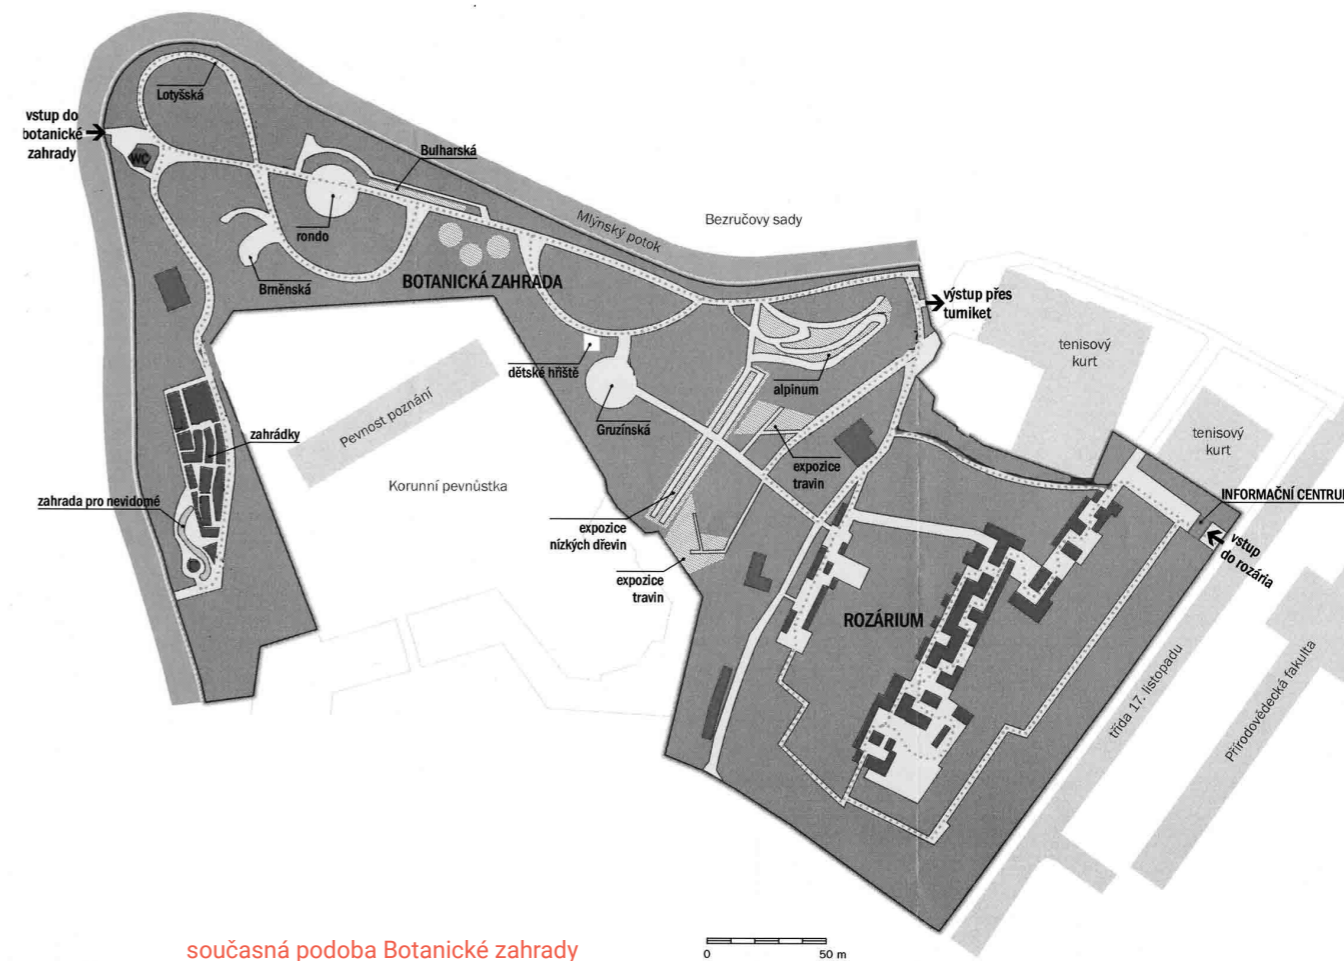 Lotyšská
vstup do
botanické
zahrady
WC
Bulharská
Mlýnský potok
Bezručovy sady
rondo
Brněnská
BOTANICKÁ ZAHRADA
výstup přes
turniket
tenisový
kurt
dětské hřiště
alpinum
Pevnost poznání
Gruzínská
zahrádky
tenisový
kurt
expozice
travin
Korunní pevnůstka
zahrada pro nevidomé
INFORMAČNÍ CENTRUM
expozice
nízkých dřevin
vstup
do rozária
expozice
travin
ROZÁRIUM
třída 17. listopadu
Přírodovědecká fakulta
současná podoba Botanické zahrady
0 50 m